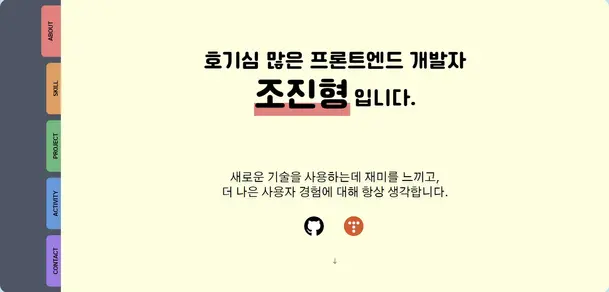 ABOUT
SKILL
PROJECT
ACTIVITY
CONTACT
호기심 많은 프론트엔드 개발자
조진형 입니다.
새로운 기술을 사용하는데 재미를 느끼고,
더 나은 사용자 경험에 대해 항상 생각합니다.